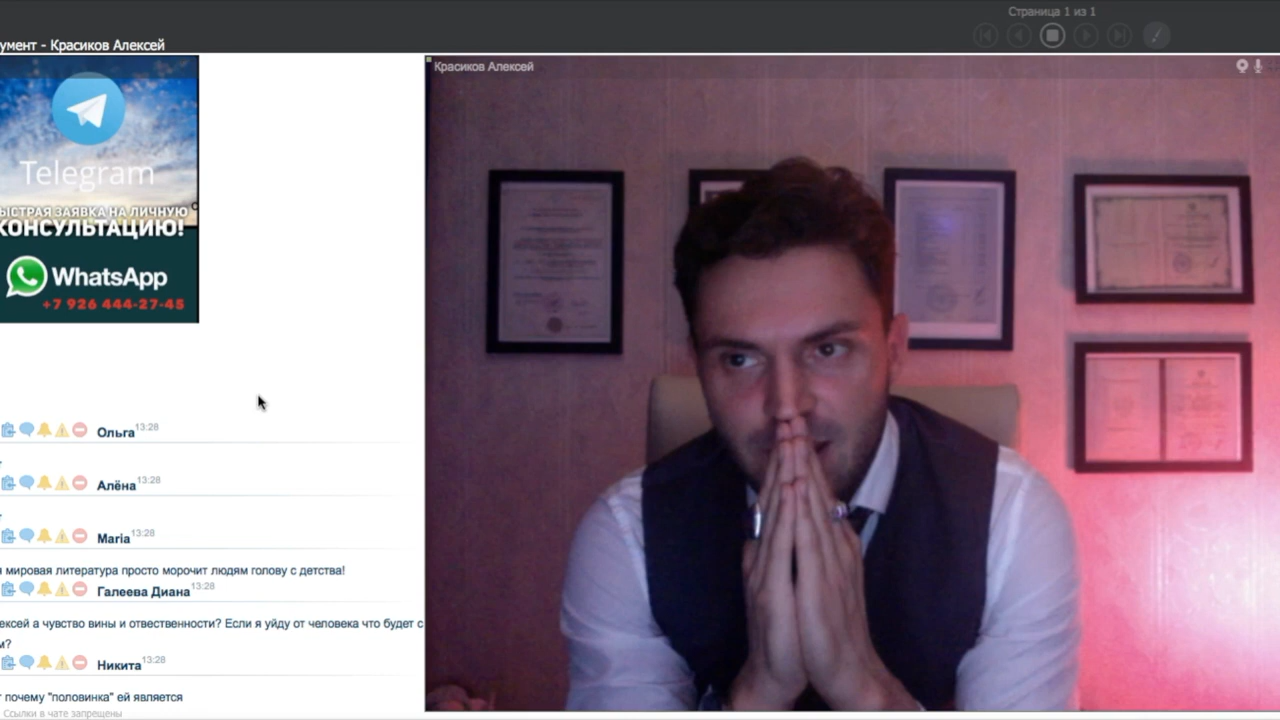 Страница 1 из 1
умент - Красиков Алексей
Красиков Алексей
Telegram
ЫСТРАЯ ЗАЯВКА НА ЛИЧНУЮ
КОНСУЛЬТАЦИЮ!
WhatsApp
+7 926 444-27-45
Ольга 13:28
т
Алёна 13:28
т
Maria 13:28
я мировая литература просто морочит людям голову с детства!
Галеева Диана 13:28
ексей а чувство вины и отвественности? Если я уйду от человека что будет с
м?
Никита 13:28
т почему "половинка" ей является
Ссылки в чате запрещены